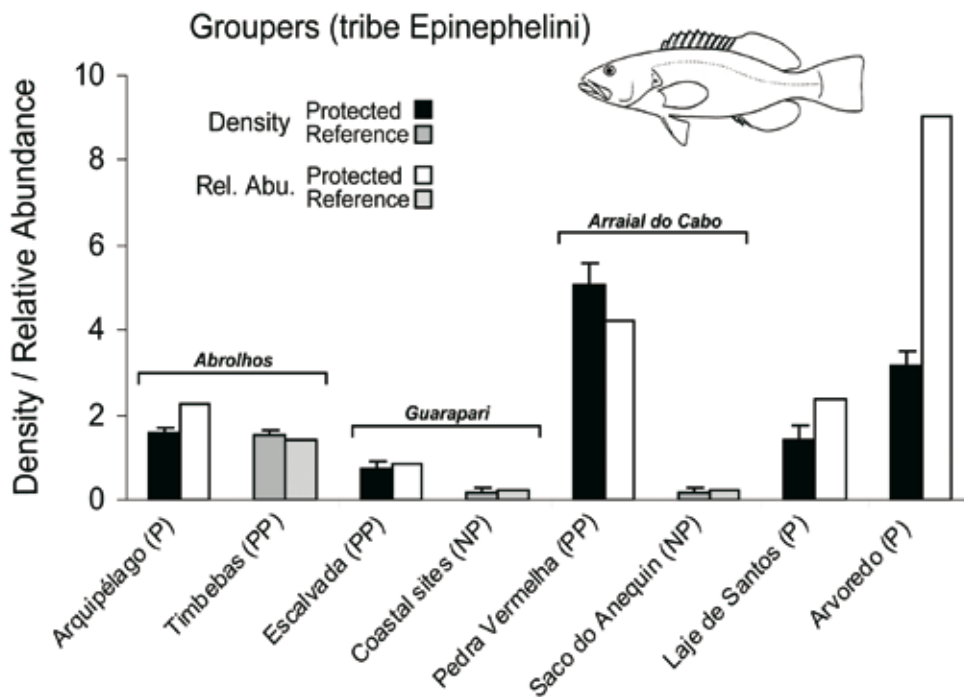 Groupers (tribe Epinephelini)
Density / Relative Abundance
10
8
6
4
2
0
Density Protected
Reference
Rel. Abu. Protected
Reference
Abrolhos
Guarapari
Arraial do Cabo
Arquipélago (P)
Timbebas (PP)
Escalvada (PP)
Coastal sites (NP)
Pedra Vermelha (PP)
Saco do Anequin (NP)
Laje de Santos (P)
Arvoredo (P)